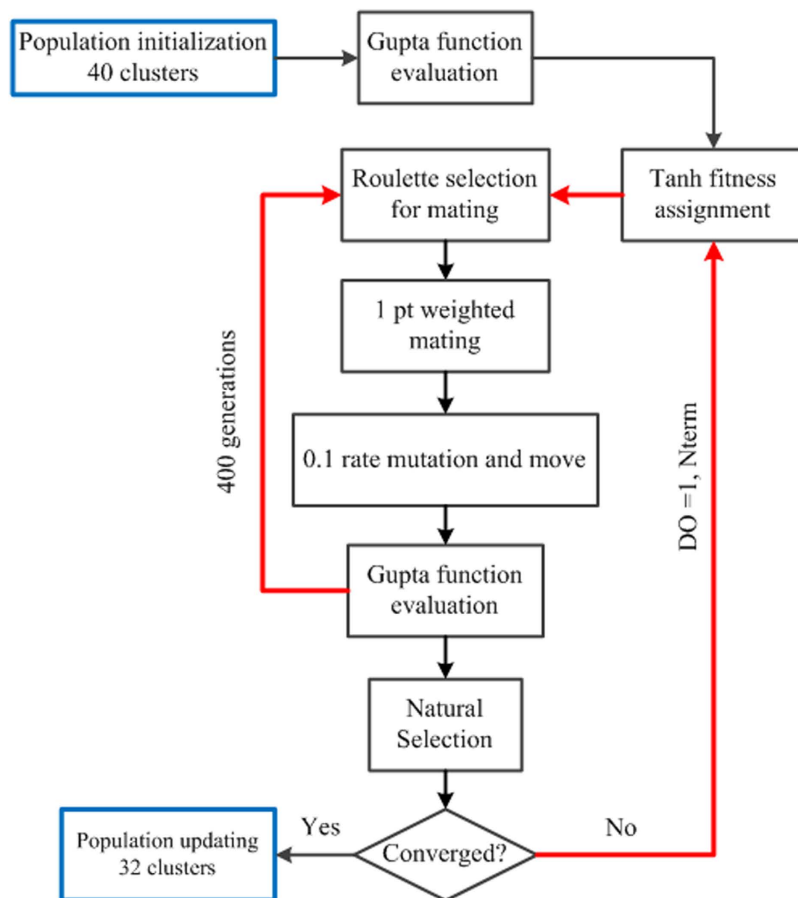 Population initialization
40 clusters
Gupta function
evaluation
Roulette selection
for mating
Tanh fitness
assignment
1 pt weighted
mating
400 generations
0.1 rate mutation and move
DO =1, Nterm
Gupta function
evaluation
Natural
Selection
Population updating
32 clusters
Yes
Converged?
No